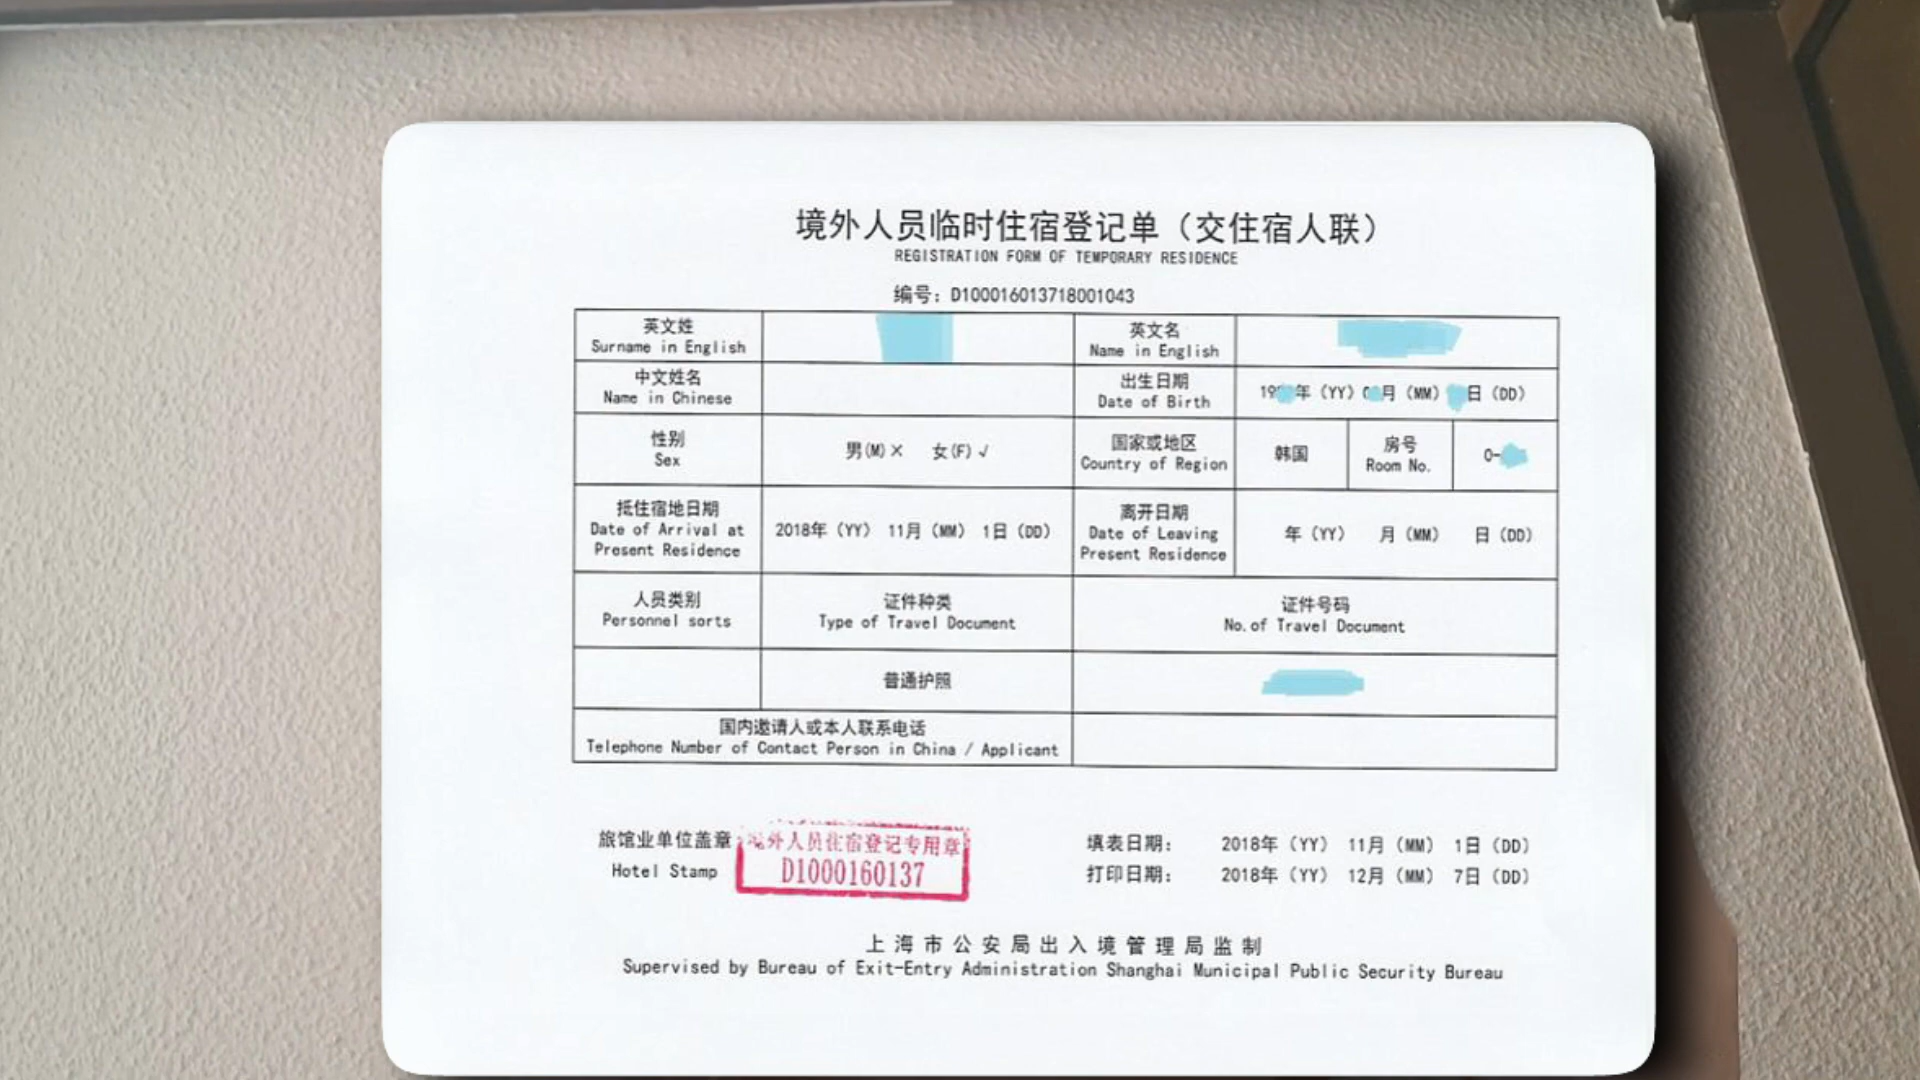 境外人员临时住宿登记单（交住宿人联）
REGISTRATION FORM OF TEMPORARY RESIDENCE
编号: D100016013718001043
英文姓
Surname in English
英文名
Name in English
中文姓名
Name in Chinese
出生日期
Date of Birth
19 年 (YY) 0 月 (MM) 日 (DD)
性别
Sex
男(M)× 女(F)√
国家或地区
Country of Region
韩国
房号
Room No.
0-
抵住宿地日期
Date of Arrival at
Present Residence
2018年 (YY) 11月 (MM) 1日 (DD)
离开日期
Date of Leaving
Present Residence
年 (YY) 月 (MM) 日 (DD)
人员类别
Personnel sorts
证件种类
Type of Travel Document
证件号码
No. of Travel Document
普通护照
国内邀请人或本人联系电话
Telephone Number of Contact Person in China / Applicant
旅馆业单位盖章
Hotel Stamp
境外人员住宿登记专用章
D1000160137
填表日期: 2018年 (YY) 11月 (MM) 1日 (DD)
打印日期: 2018年 (YY) 12月 (MM) 7日 (DD)
上海市公安局出入境管理局监制
Supervised by Bureau of Exit-Entry Administration Shanghai Municipal Public Security Bureau